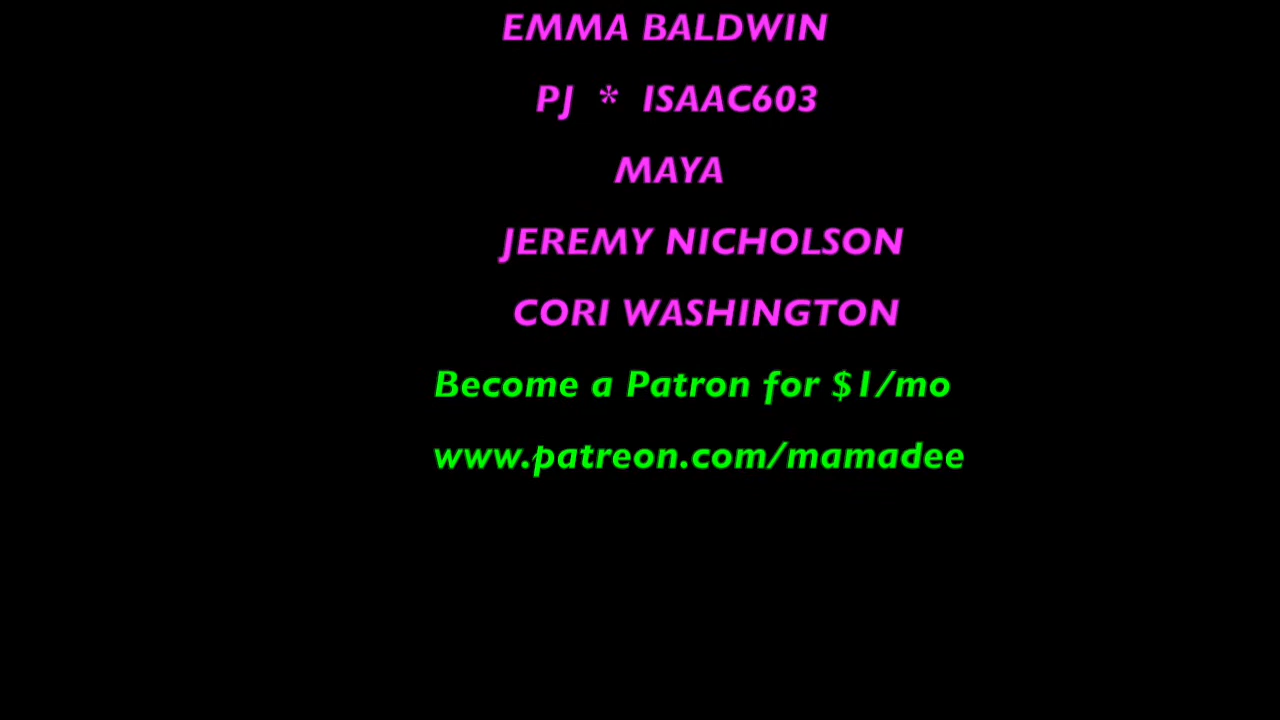 EMMA BALDWIN
PJ * ISAAC603
MAYA
JEREMY NICHOLSON
CORI WASHINGTON
Become a Patron for $1/mo
www.patreon.com/mamadee